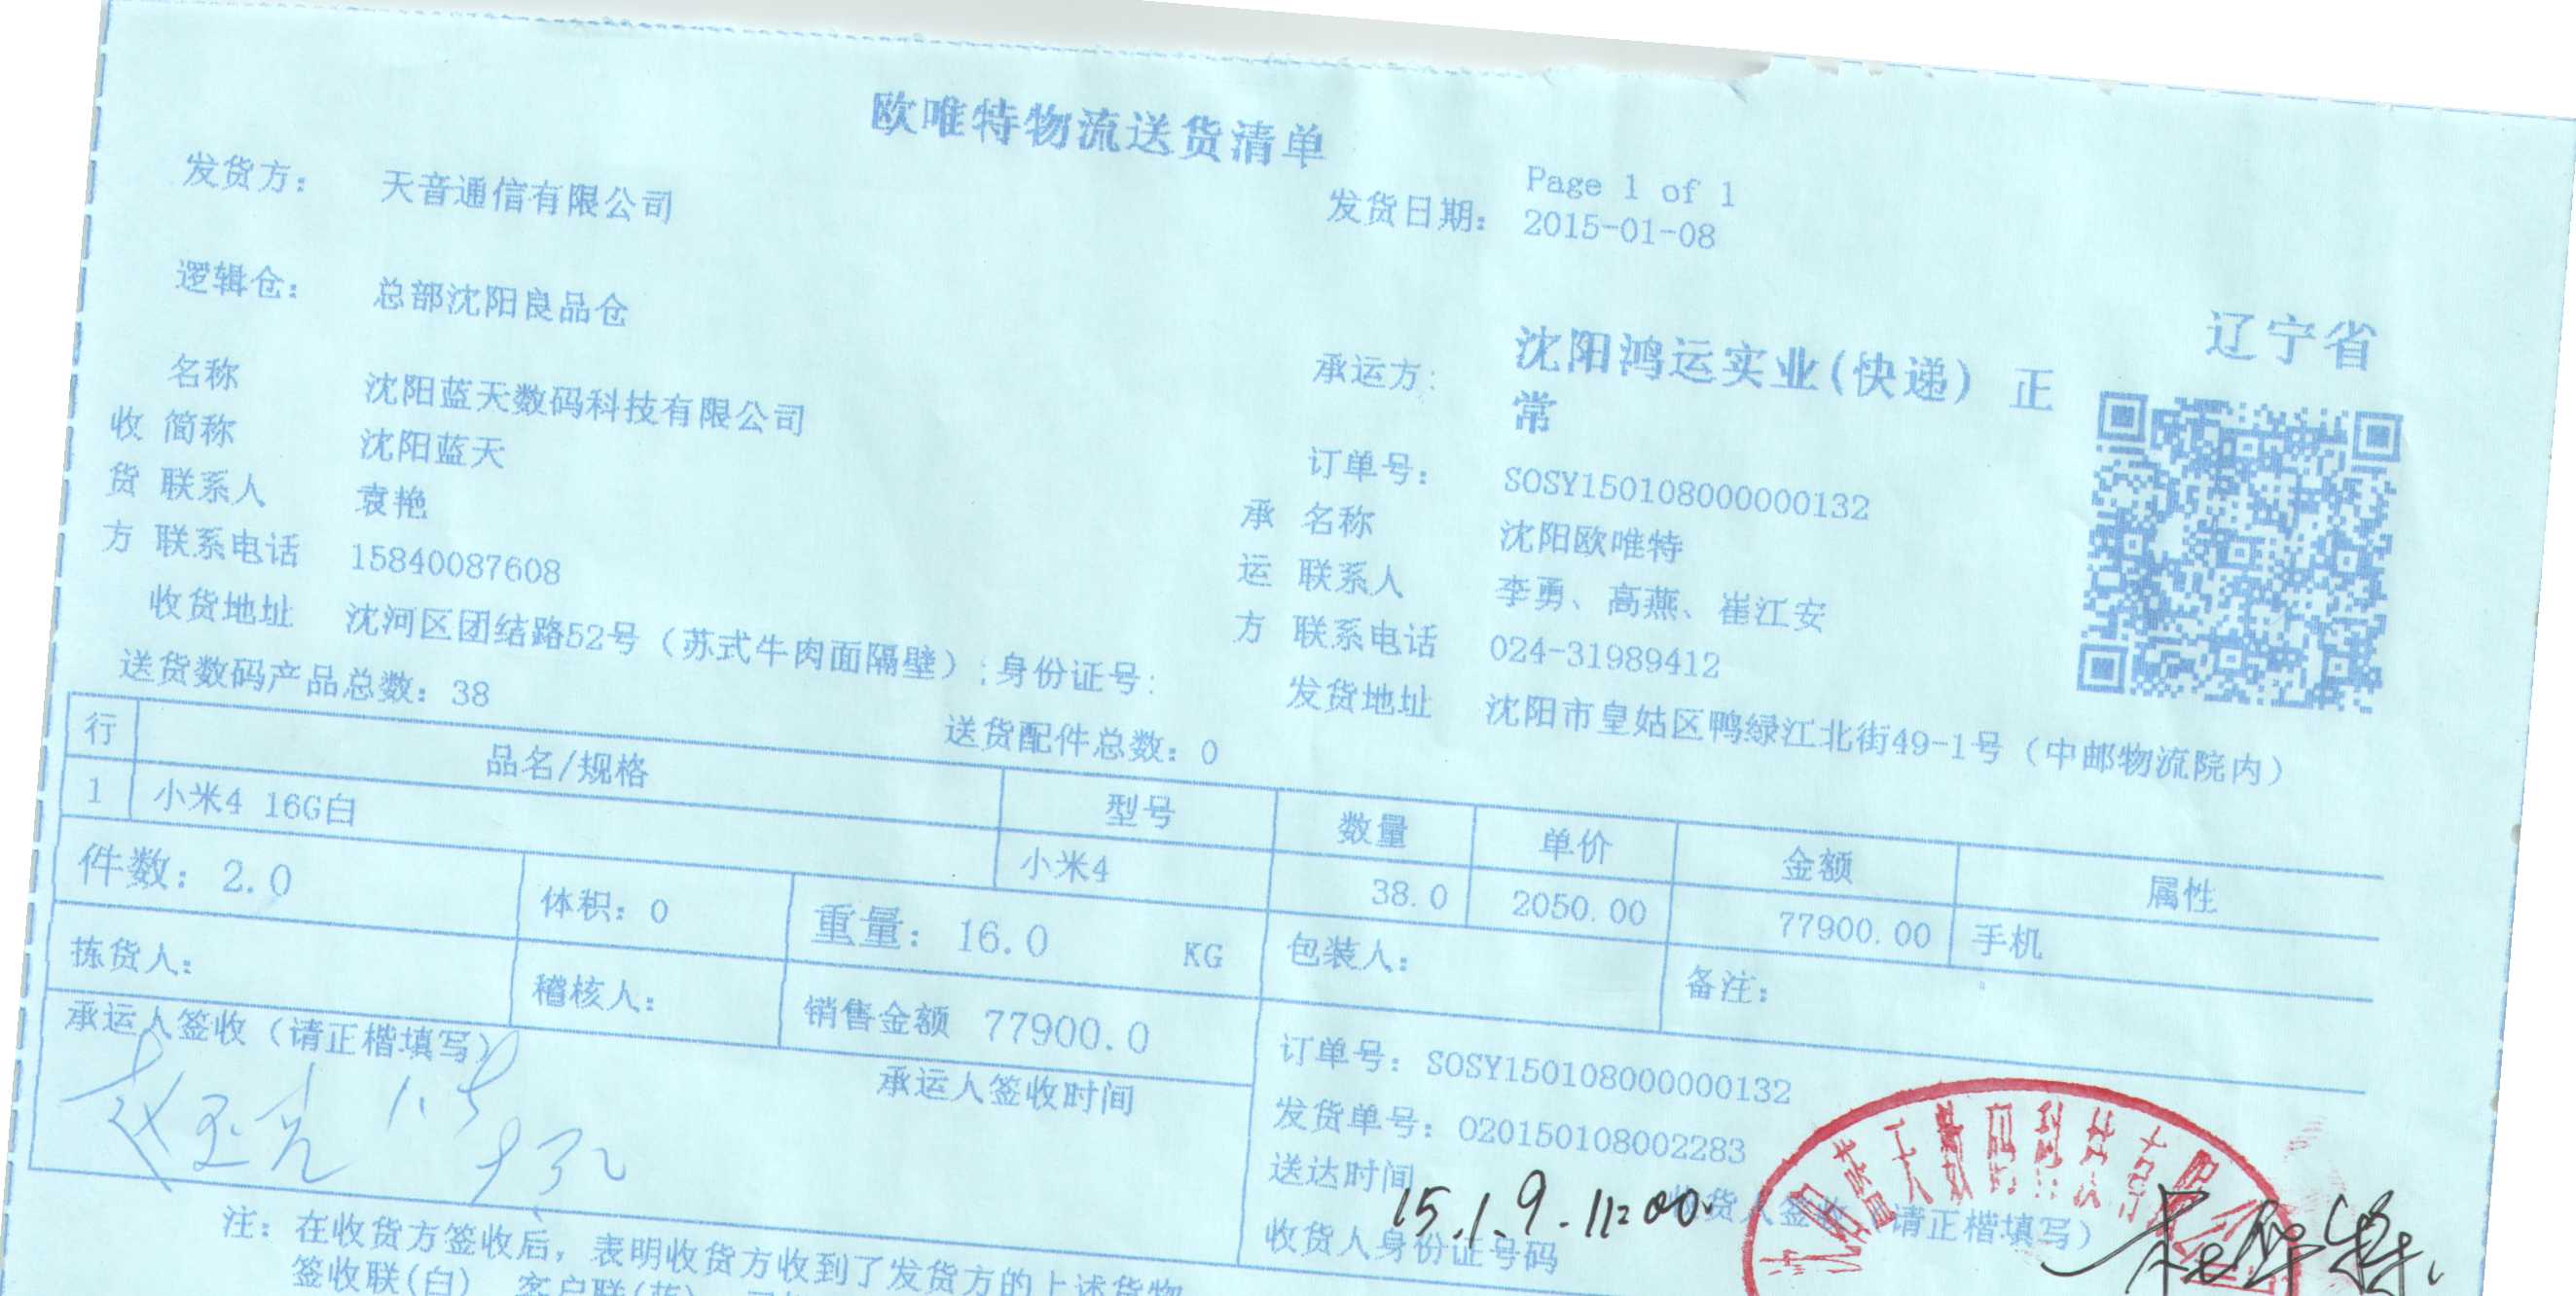 欧唯特物流送货清单
Page 1 of 1
发货方： 天音通信有限公司
发货日期： 2015-01-08
逻辑仓： 总部沈阳良品仓
辽宁省
承运方： 沈阳鸿运实业(快递) 正
常
名称 沈阳蓝天数码科技有限公司
收 简称 沈阳蓝天
货 联系人 袁艳
方 联系电话 15840087608
收货地址 沈河区团结路52号（苏式牛肉面隔壁）;身份证号:
订单号： SOSY150108000000132
承 名称 沈阳欧唯特
运 联系人 李勇、高燕、崔江安
方 联系电话 024-31989412
发货地址 沈阳市皇姑区鸭绿江北街49-1号（中邮物流院内）
送货数码产品总数：38 送货配件总数：0
行 品名/规格 型号 数量 单价 金额 属性
1 小米4 16G白 小米4 38.0 2050.00 77900.00 手机
件数：2.0 体积：0 重量：16.0 KG 包装人： 备注：
拣货人： 稽核人： 销售金额 77900.0
承运人签收（请正楷填写） 承运人签收时间
订单号：SOSY150108000000132
发货单号：020150108002283
送达时间 15.1.9.11:00. 收货人签收（请正楷填写）
收货人身份证号码
注：在收货方签收后，表明收货方收到了发货方的上述货物
签收联(白) 客户联(蓝)